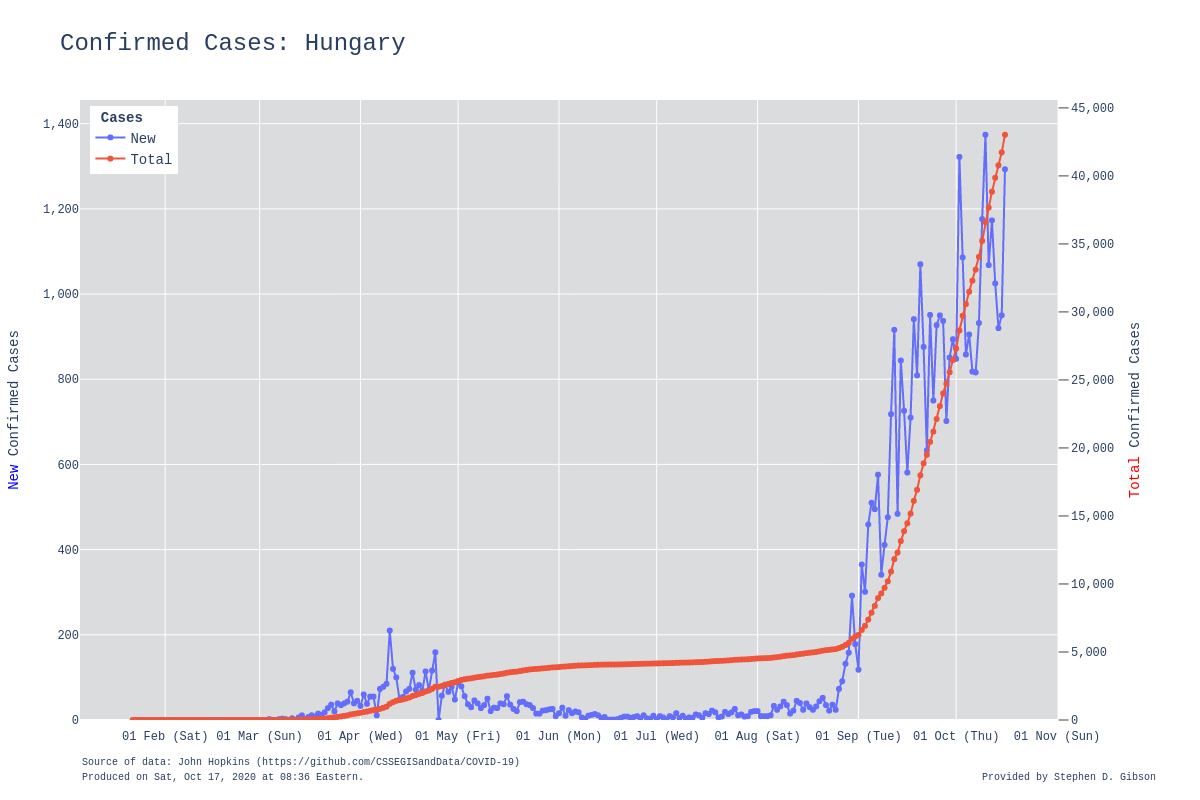 Confirmed Cases: Hungary
Cases
New
Total
1,400
1,200
1,000
800
600
400
200
0
New Confirmed Cases
45,000
40,000
35,000
30,000
25,000
20,000
15,000
10,000
5,000
0
Total Confirmed Cases
01 Feb (Sat) 01 Mar (Sun) 01 Apr (Wed) 01 May (Fri) 01 Jun (Mon) 01 Jul (Wed) 01 Aug (Sat) 01 Sep (Tue) 01 Oct (Thu) 01 Nov (Sun)
Source of data: John Hopkins (https://github.com/CSSEGISandData/COVID-19)
Produced on Sat, Oct 17, 2020 at 08:36 Eastern.
Provided by Stephen D. Gibson